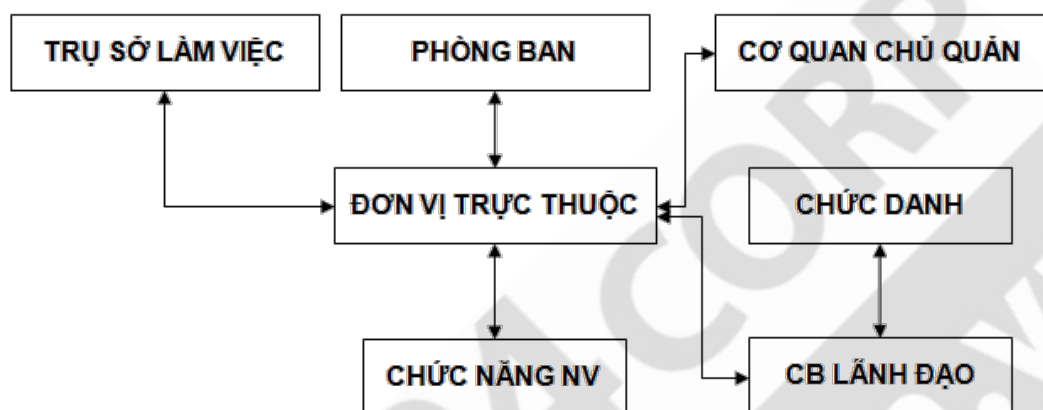 TRỤ SỞ LÀM VIỆC
PHÒNG BAN
CƠ QUAN CHỦ QUẢN
ĐƠN VỊ TRỰC THUỘC
CHỨC DANH
CHỨC NĂNG NV
CB LÃNH ĐẠO
4CORP